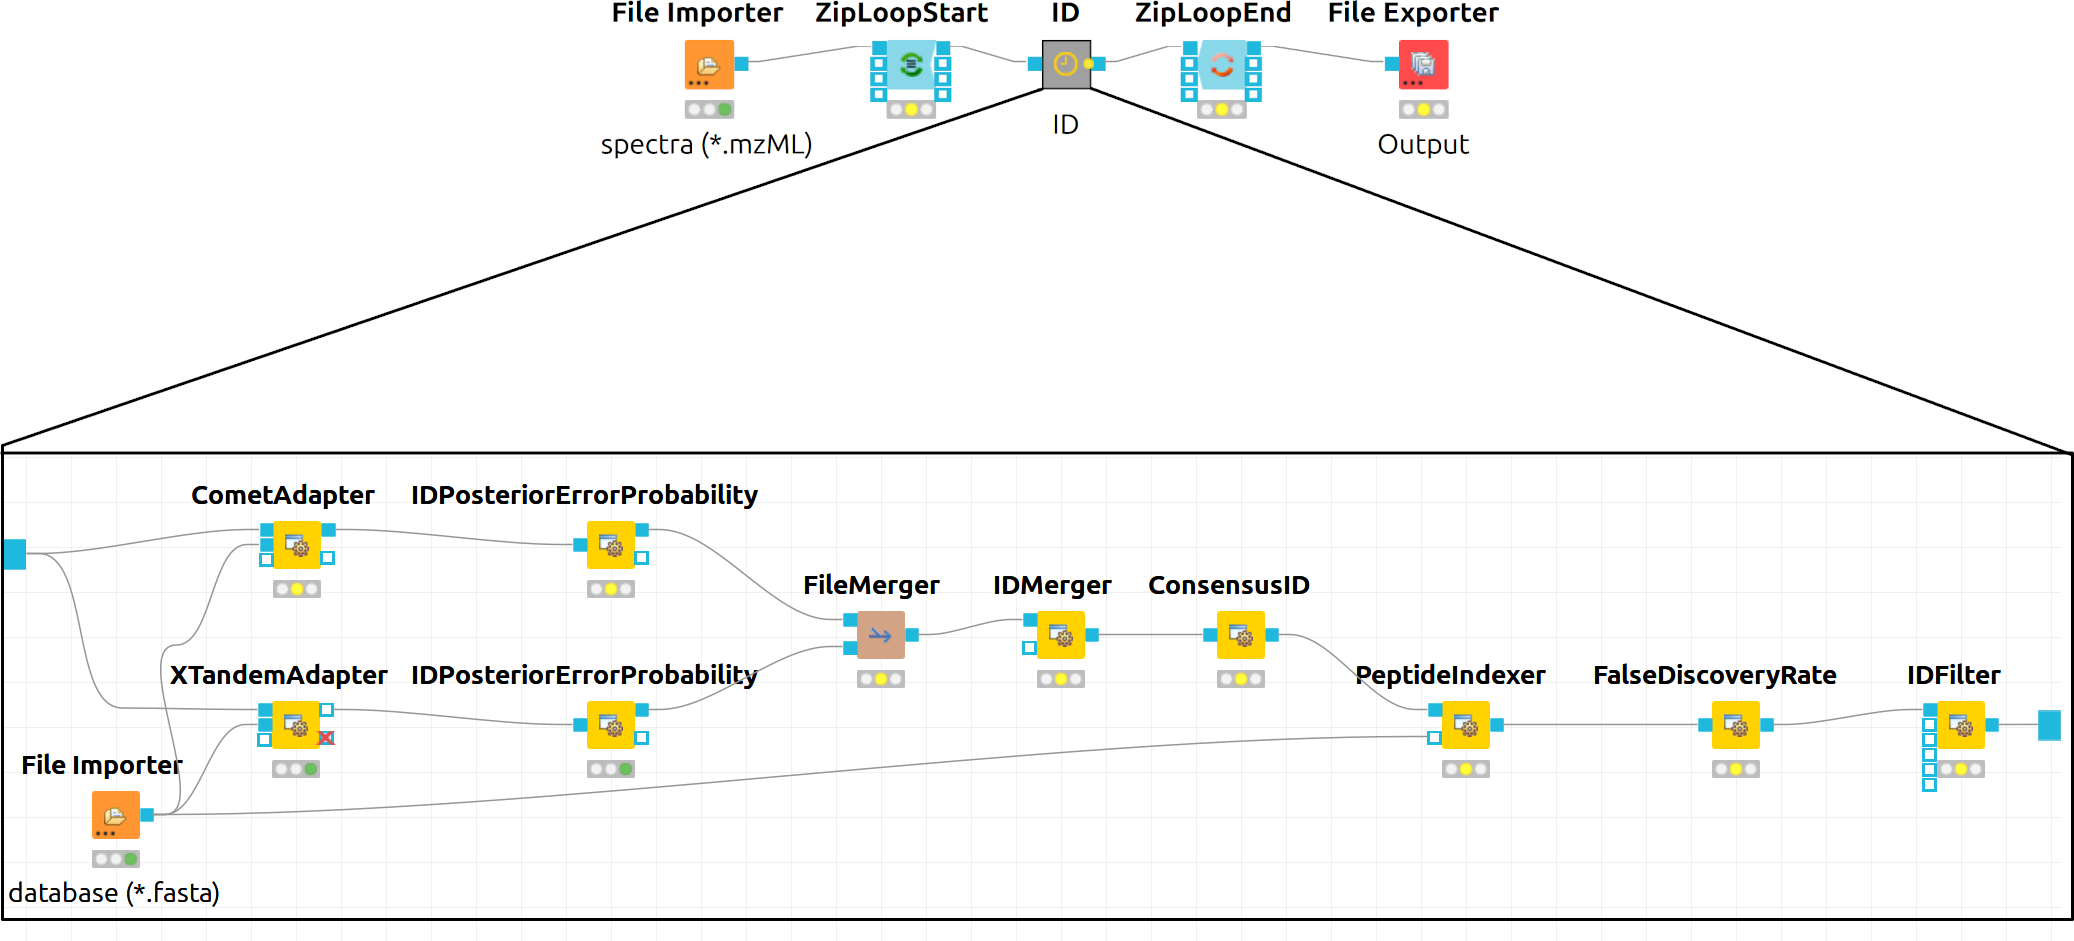 File Importer ZipLoopStart ID ZipLoopEnd File Exporter
ID
spectra (*.mzML) Output
CometAdapter IDPosteriorErrorProbability
FileMerger IDMerger ConsensusID
XTandemAdapter IDPosteriorErrorProbability PeptideIndexer FalseDiscoveryRate IDFilter
File Importer
database (*.fasta)